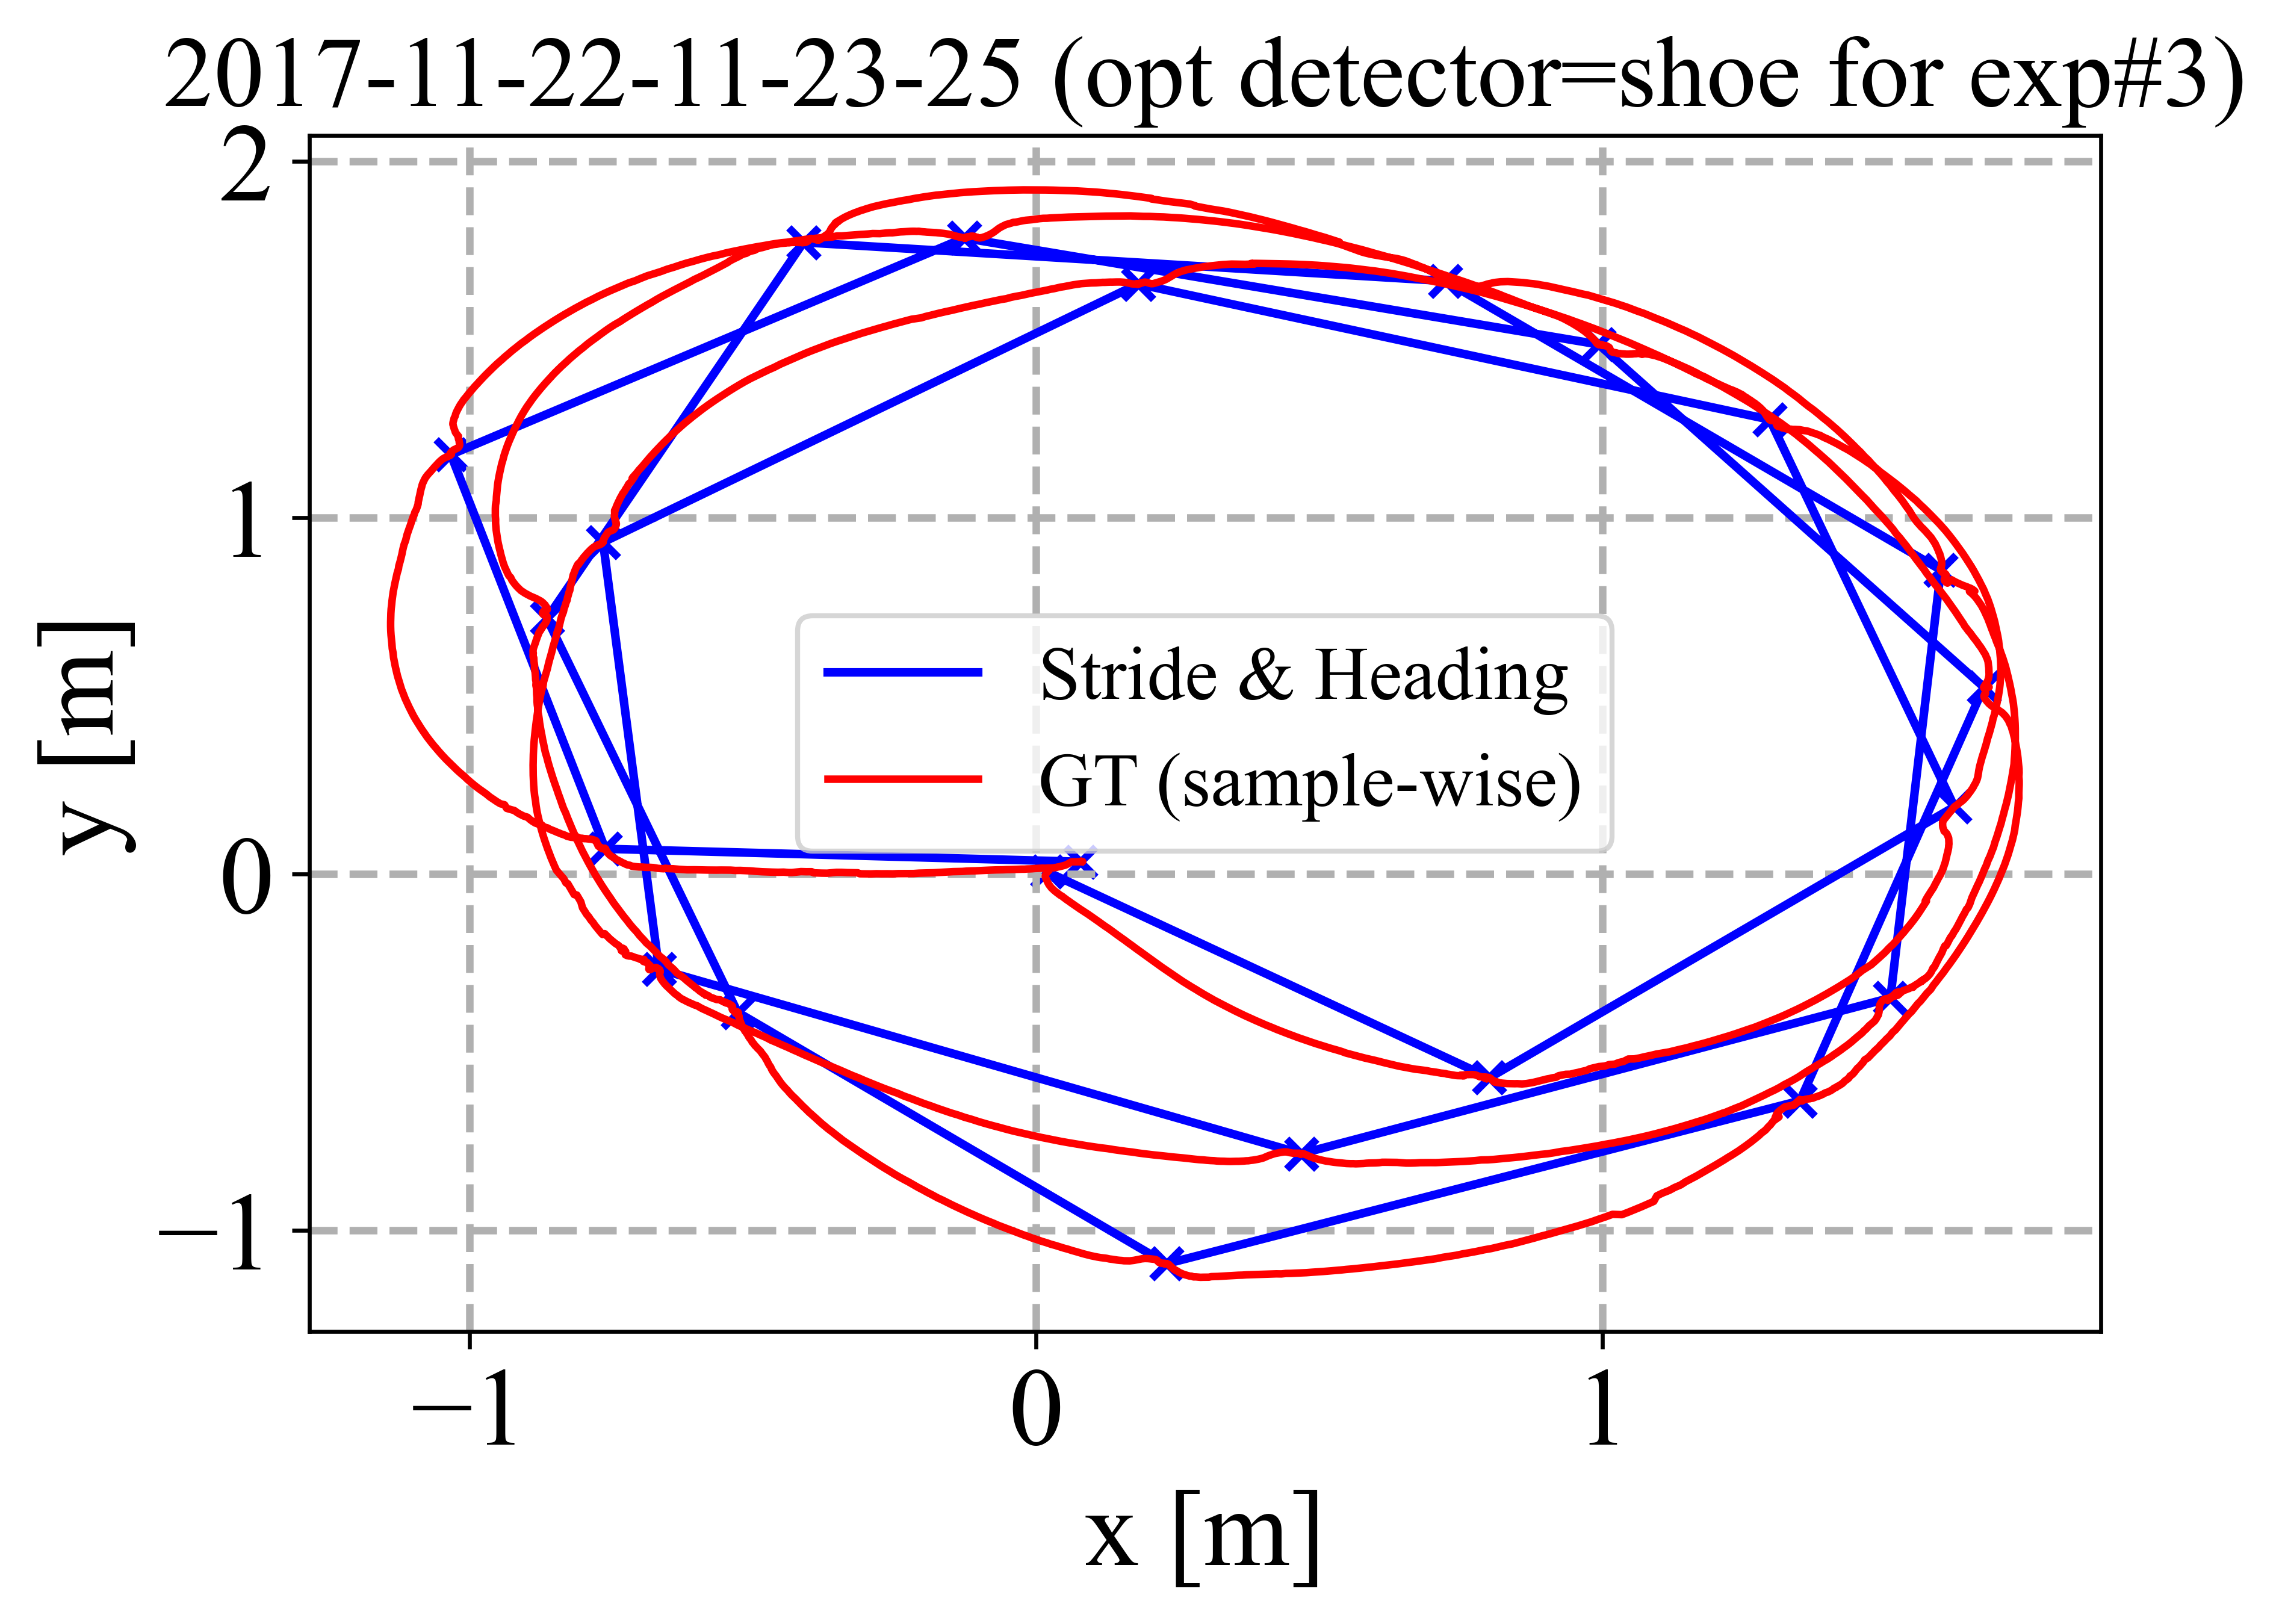 2017-11-22-11-23-25 (opt detector=shoe for exp#3)
2
1
0
−1
y [m]
Stride & Heading
GT (sample-wise)
−1 0 1
x [m]